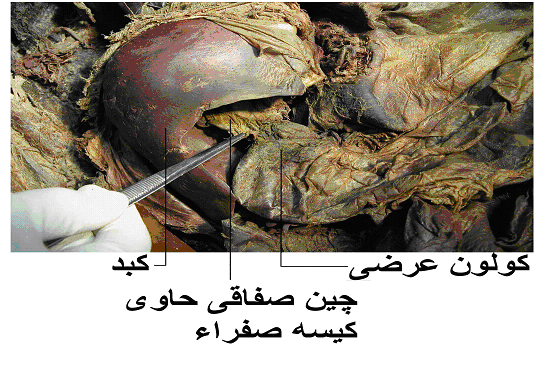 کولون عرضی
کبد
چین صفاقی حاوی
کیسه صفراء